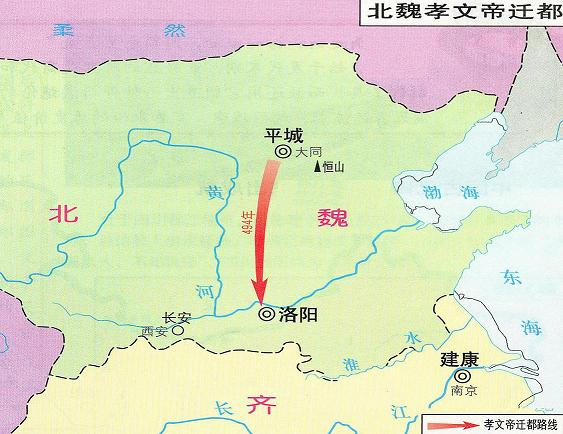 北魏孝文帝迁都
柔然
平城
大同
恒山
渤海
黄河
北魏
494年
东海
长安
西安
洛阳
淮水
建康
南京
齐
长江
孝文帝迁都路线